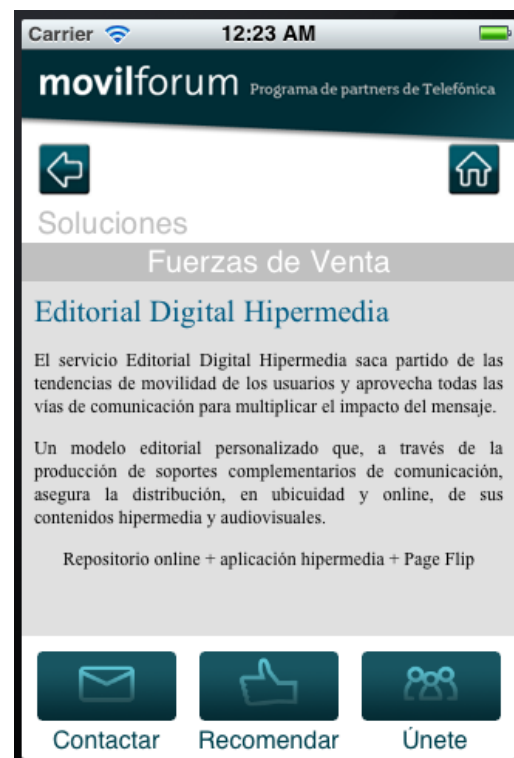 Carrier 12:23 AM
movilforum Programa de partners de Telefónica
Soluciones
Fuerzas de Venta
Editorial Digital Hipermedia
El servicio Editorial Digital Hipermedia saca partido de las
tendencias de movilidad de los usuarios y aprovecha todas las
vías de comunicación para multiplicar el impacto del mensaje.
Un modelo editorial personalizado que, a través de la
producción de soportes complementarios de comunicación,
asegura la distribución, en ubicuidad y online, de sus
contenidos hipermedia y audiovisuales.
Repositorio online + aplicación hipermedia + Page Flip
Contactar Recomendar Únete